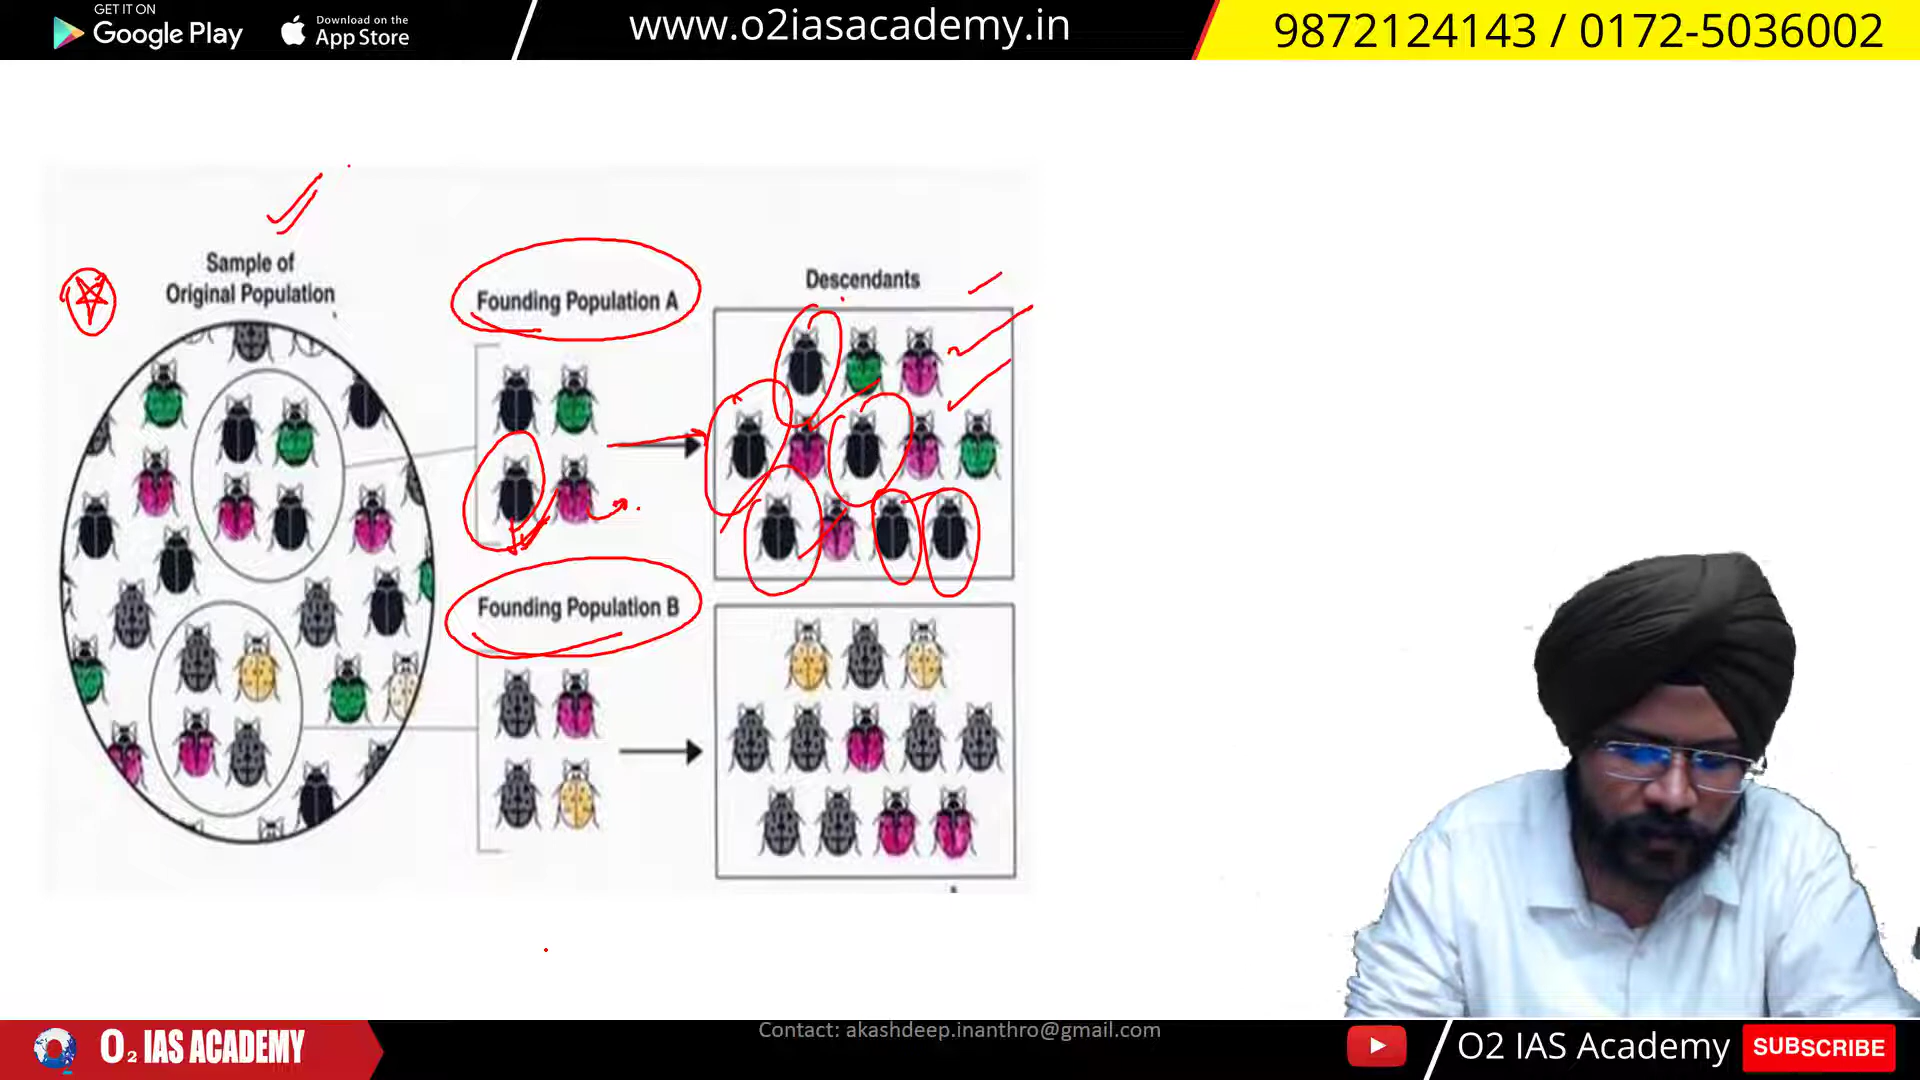 GET IT ON
Google Play
Download on the
App Store
www.o2iasacademy.in
9872124143 / 0172-5036002
Sample of
Original Population
Founding Population A
Descendants
Founding Population B
O2 IAS ACADEMY
Contact: akashdeep.inanthro@gmail.com
O2 IAS Academy
SUBSCRIBE